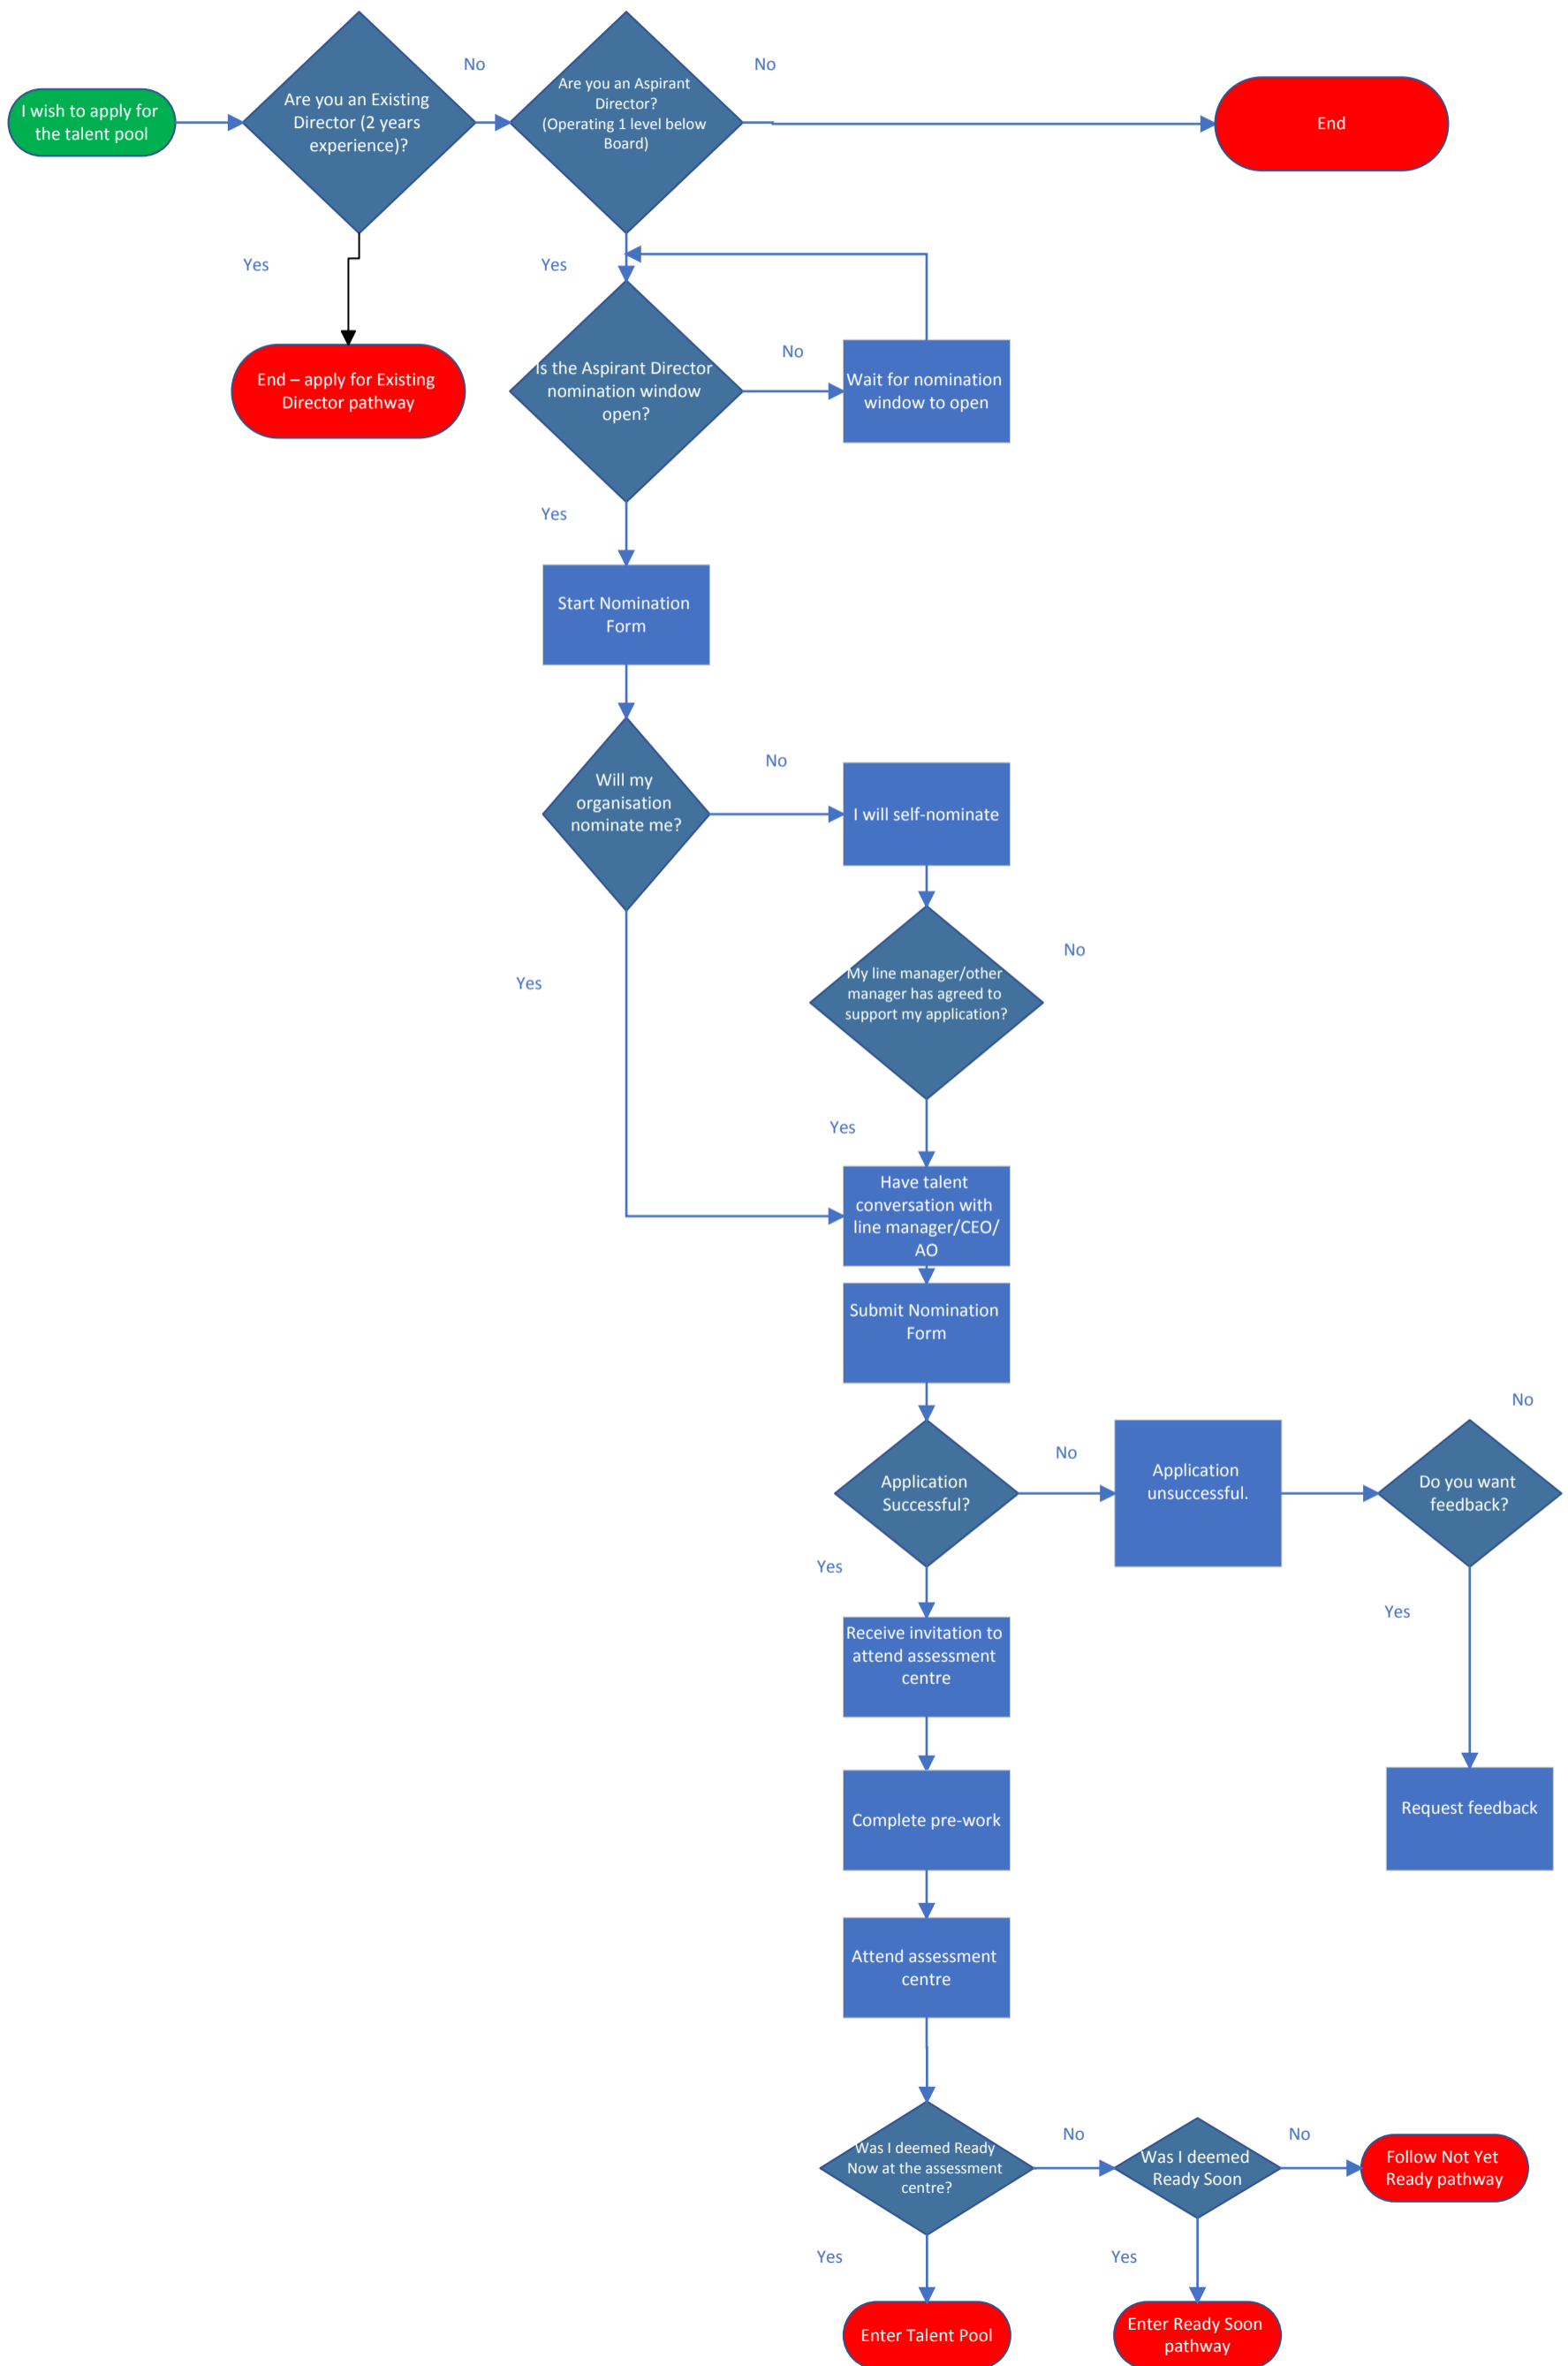 I wish to apply for
the talent pool
Are you an Existing
Director (2 years
experience)?
No
Are you an Aspirant
Director?
(Operating 1 level below
Board)
No
End
Yes
Yes
End – apply for Existing
Director pathway
Is the Aspirant Director
nomination window
open?
No
Wait for nomination
window to open
Yes
Start Nomination
Form
Will my
organisation
nominate me?
No
I will self-nominate
Yes
My line manager/other
manager has agreed to
support my application?
No
Yes
Have talent
conversation with
line manager/CEO/
AO
Submit Nomination
Form
Application
Successful?
No
Application
unsuccessful.
Do you want
feedback?
No
Yes
Yes
Receive invitation to
attend assessment
centre
Request feedback
Complete pre-work
Attend assessment
centre
Was I deemed Ready
Now at the assessment
centre?
No
Was I deemed
Ready Soon
No
Follow Not Yet
Ready pathway
Yes
Yes
Enter Talent Pool
Enter Ready Soon
pathway